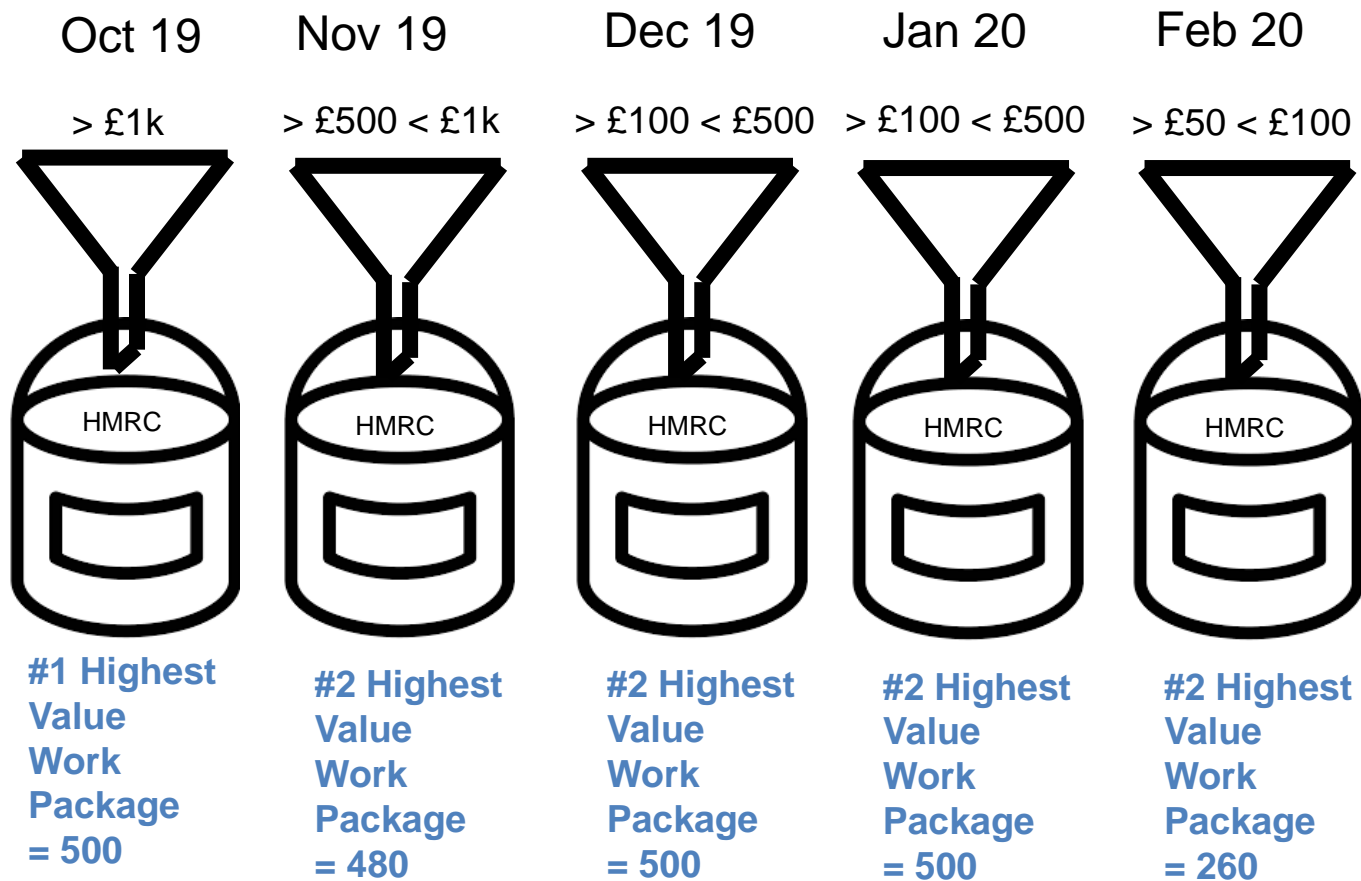 Oct 19
Nov 19
Dec 19
Jan 20
Feb 20
> £1k
> £500 < £1k
> £100 < £500
> £100 < £500
> £50 < £100
HMRC
HMRC
HMRC
HMRC
HMRC
#1 Highest
Value
Work
Package
= 500
#2 Highest
Value
Work
Package
= 480
#2 Highest
Value
Work
Package
= 500
#2 Highest
Value
Work
Package
= 500
#2 Highest
Value
Work
Package
= 260